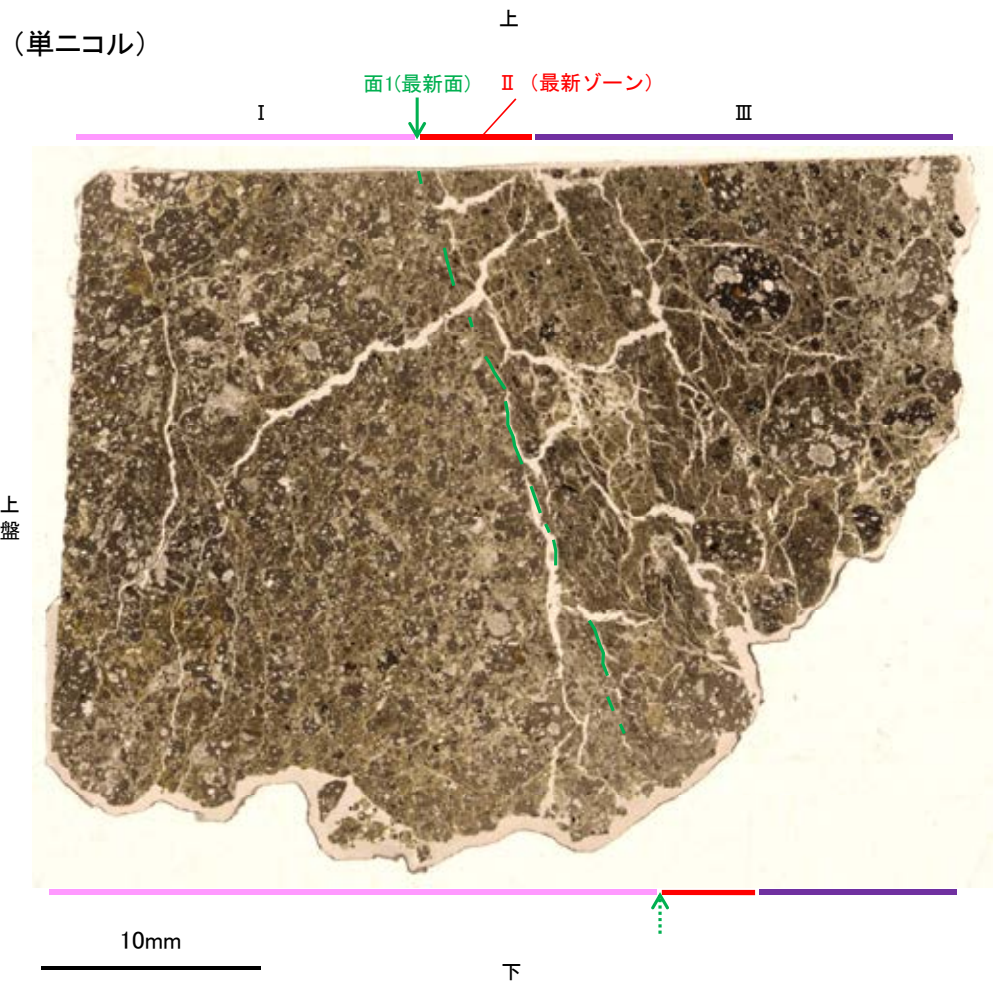 上
（単ニコル）
面1(最新面) Ⅱ （最新ゾーン）
Ⅰ Ⅲ
上盤
10mm
下